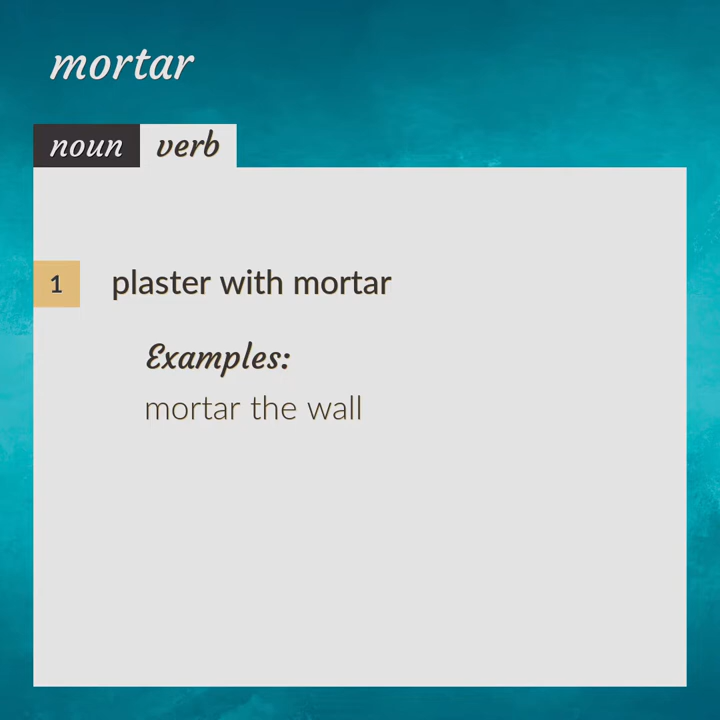 mortar
noun verb
1 plaster with mortar
Examples:
mortar the wall